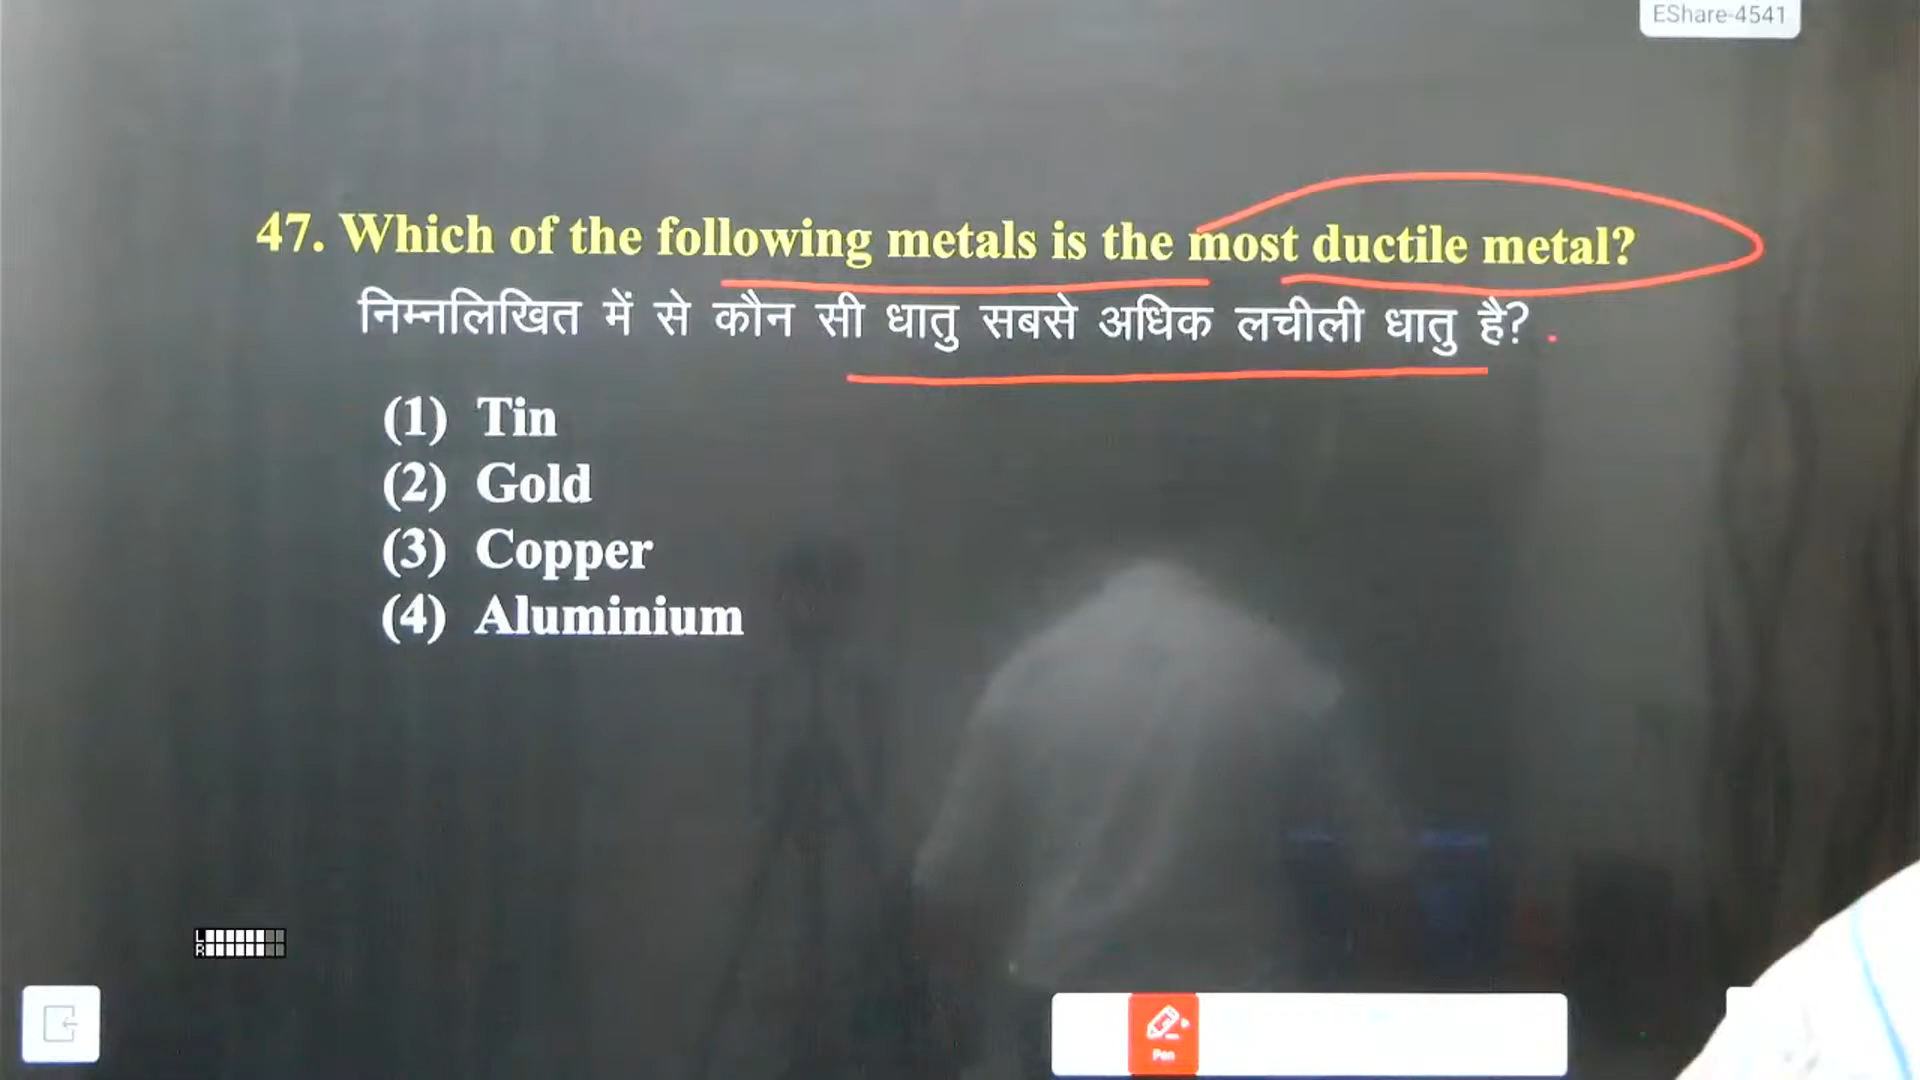 EShare-4541
47. Which of the following metals is the most ductile metal?
निम्नलिखित में से कौन सी धातु सबसे अधिक लचीली धातु है?
(1) Tin
(2) Gold
(3) Copper
(4) Aluminium
L
R
Pen